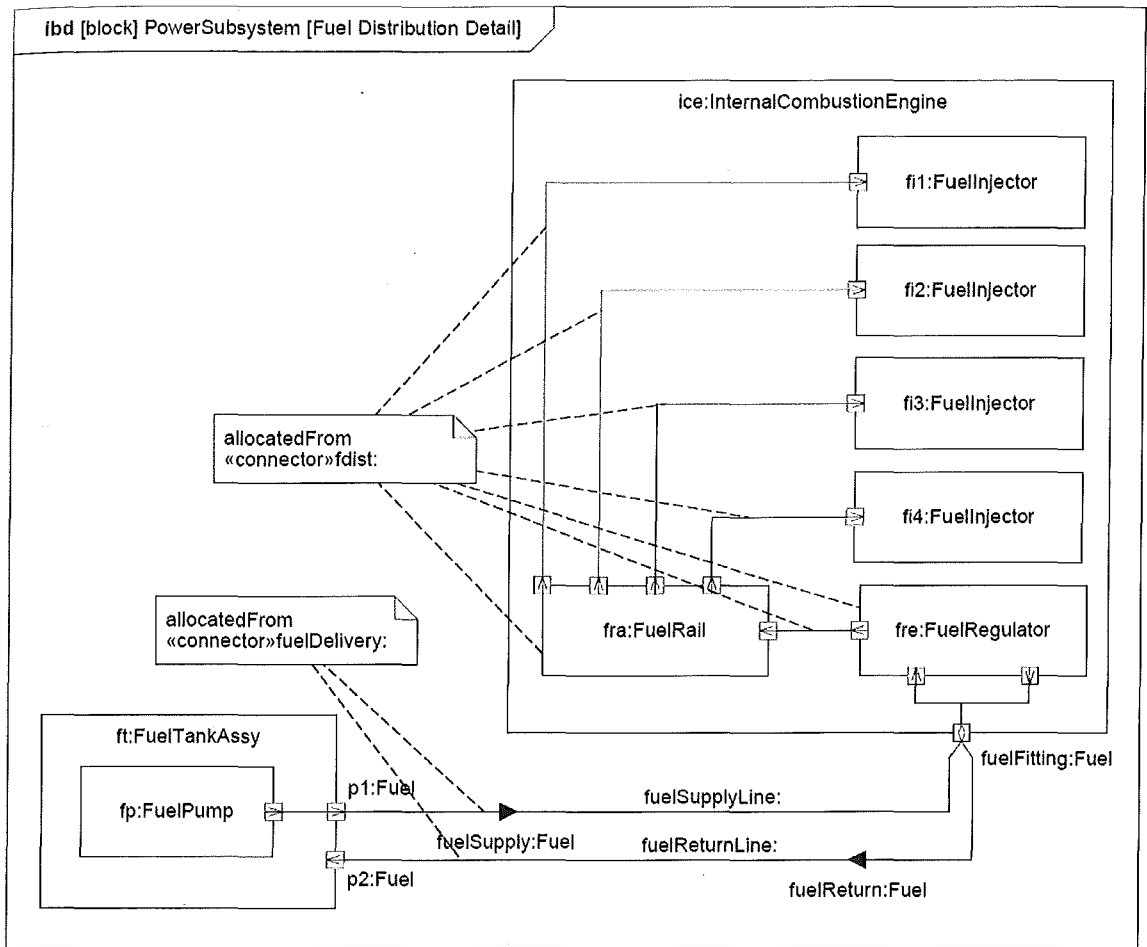 ibd [block] PowerSubsystem [Fuel Distribution Detail]
ice:InternalCombustionEngine
fi1:FuelInjector
fi2:FuelInjector
fi3:FuelInjector
allocatedFrom
«connector»fdist:
fi4:FuelInjector
allocatedFrom
«connector»fuelDelivery:
fra:FuelRail
fre:FuelRegulator
ft:FuelTankAssy
fuelFitting:Fuel
p1:Fuel
fp:FuelPump
fuelSupplyLine:
fuelSupply:Fuel
fuelReturnLine:
p2:Fuel
fuelReturn:Fuel